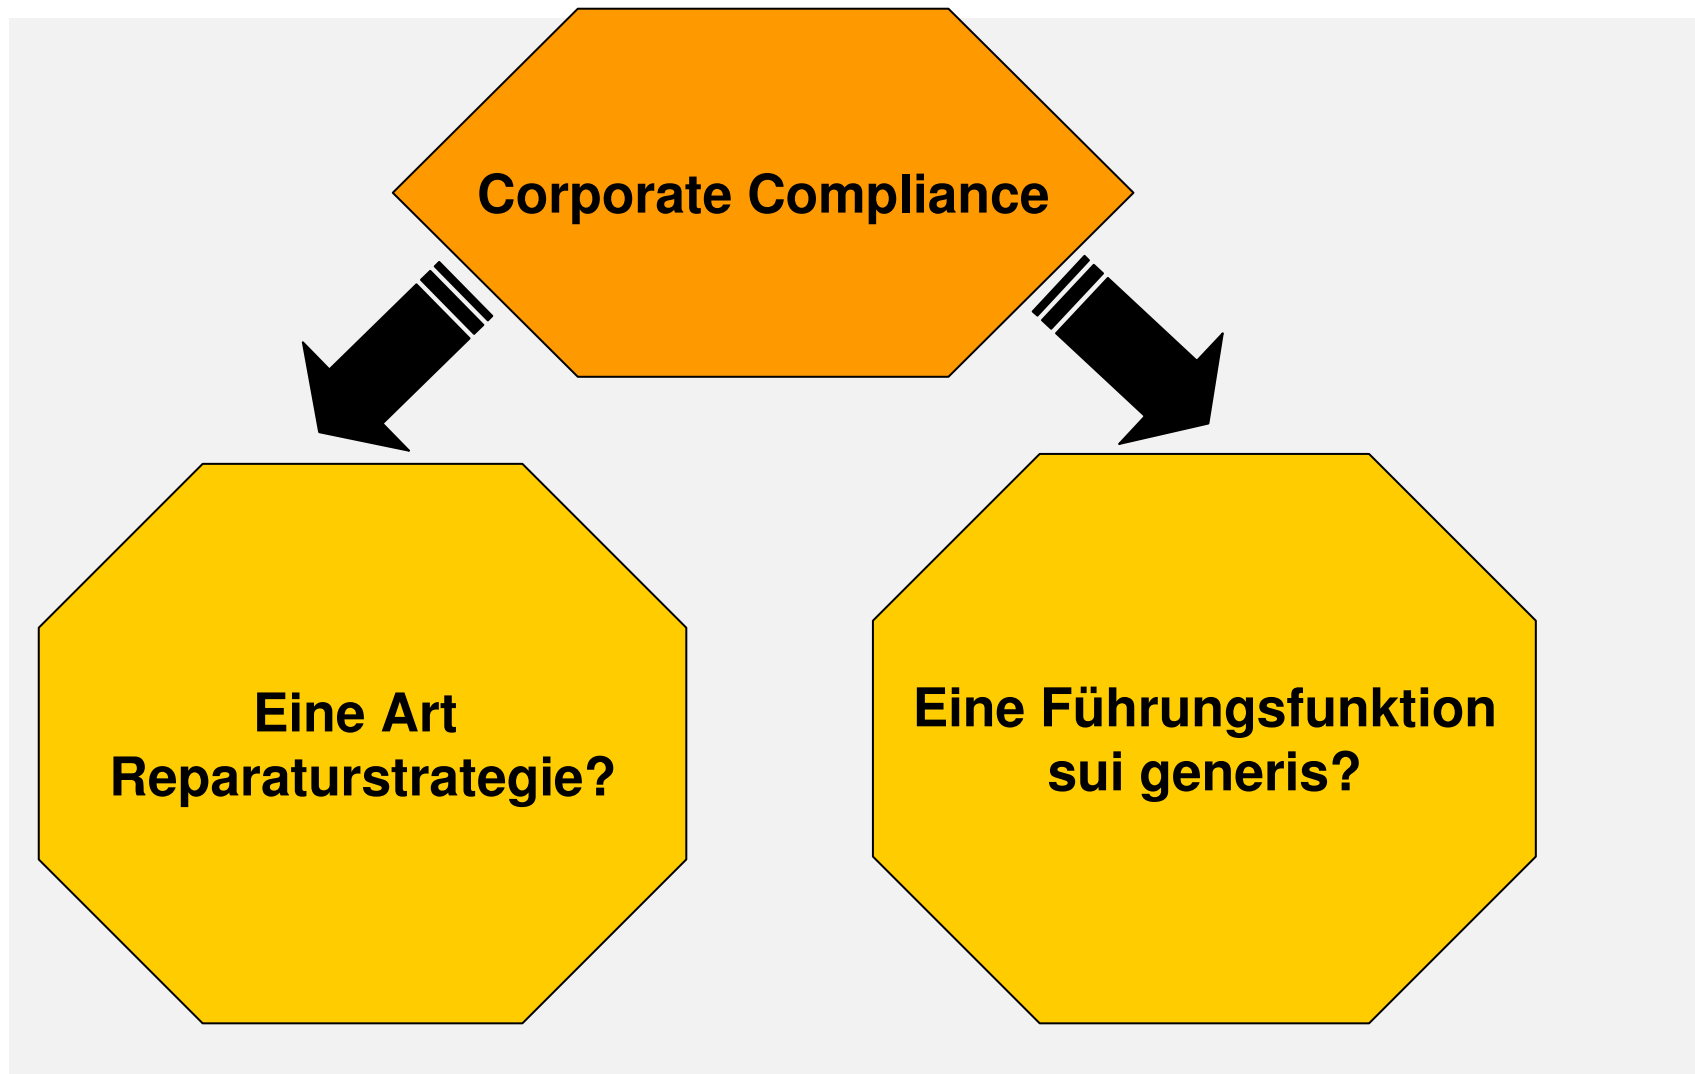 Corporate Compliance
Eine Art
Reparaturstrategie?
Eine Führungsfunktion
sui generis?